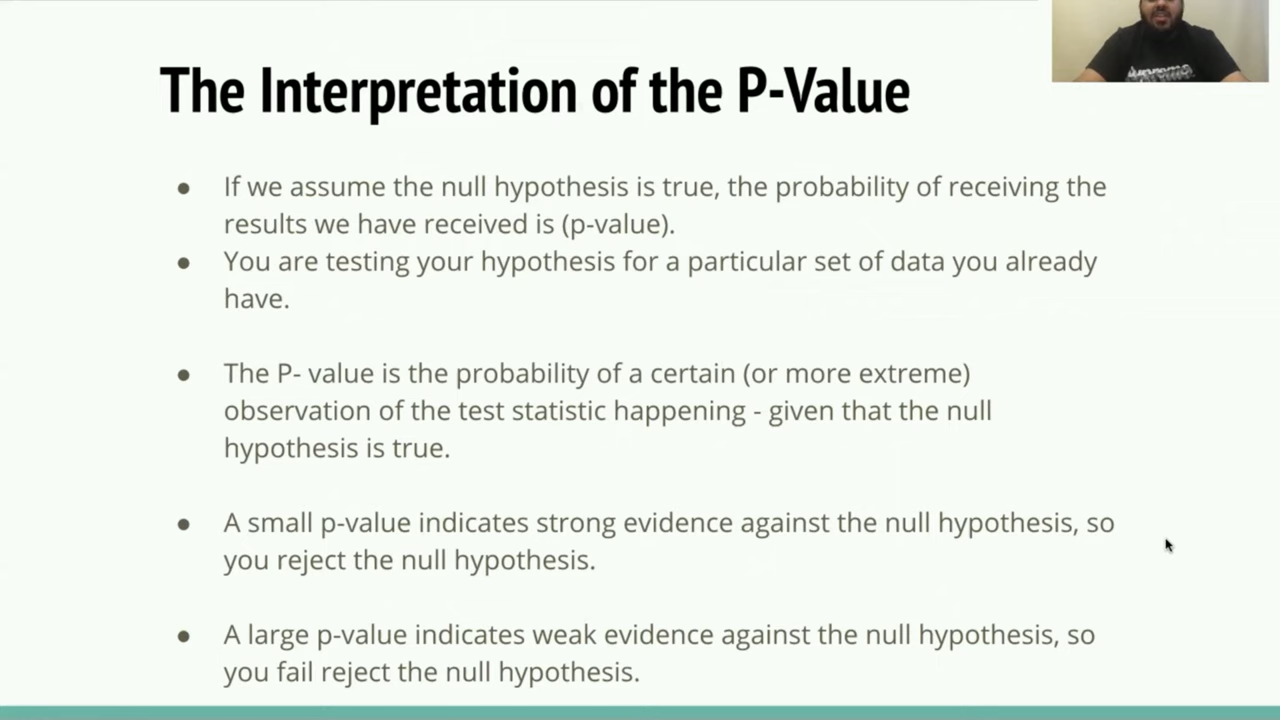 The Interpretation of the P-Value
● If we assume the null hypothesis is true, the probability of receiving the
results we have received is (p-value).
● You are testing your hypothesis for a particular set of data you already
have.
● The P- value is the probability of a certain (or more extreme)
observation of the test statistic happening - given that the null
hypothesis is true.
● A small p-value indicates strong evidence against the null hypothesis, so
you reject the null hypothesis.
● A large p-value indicates weak evidence against the null hypothesis, so
you fail reject the null hypothesis.